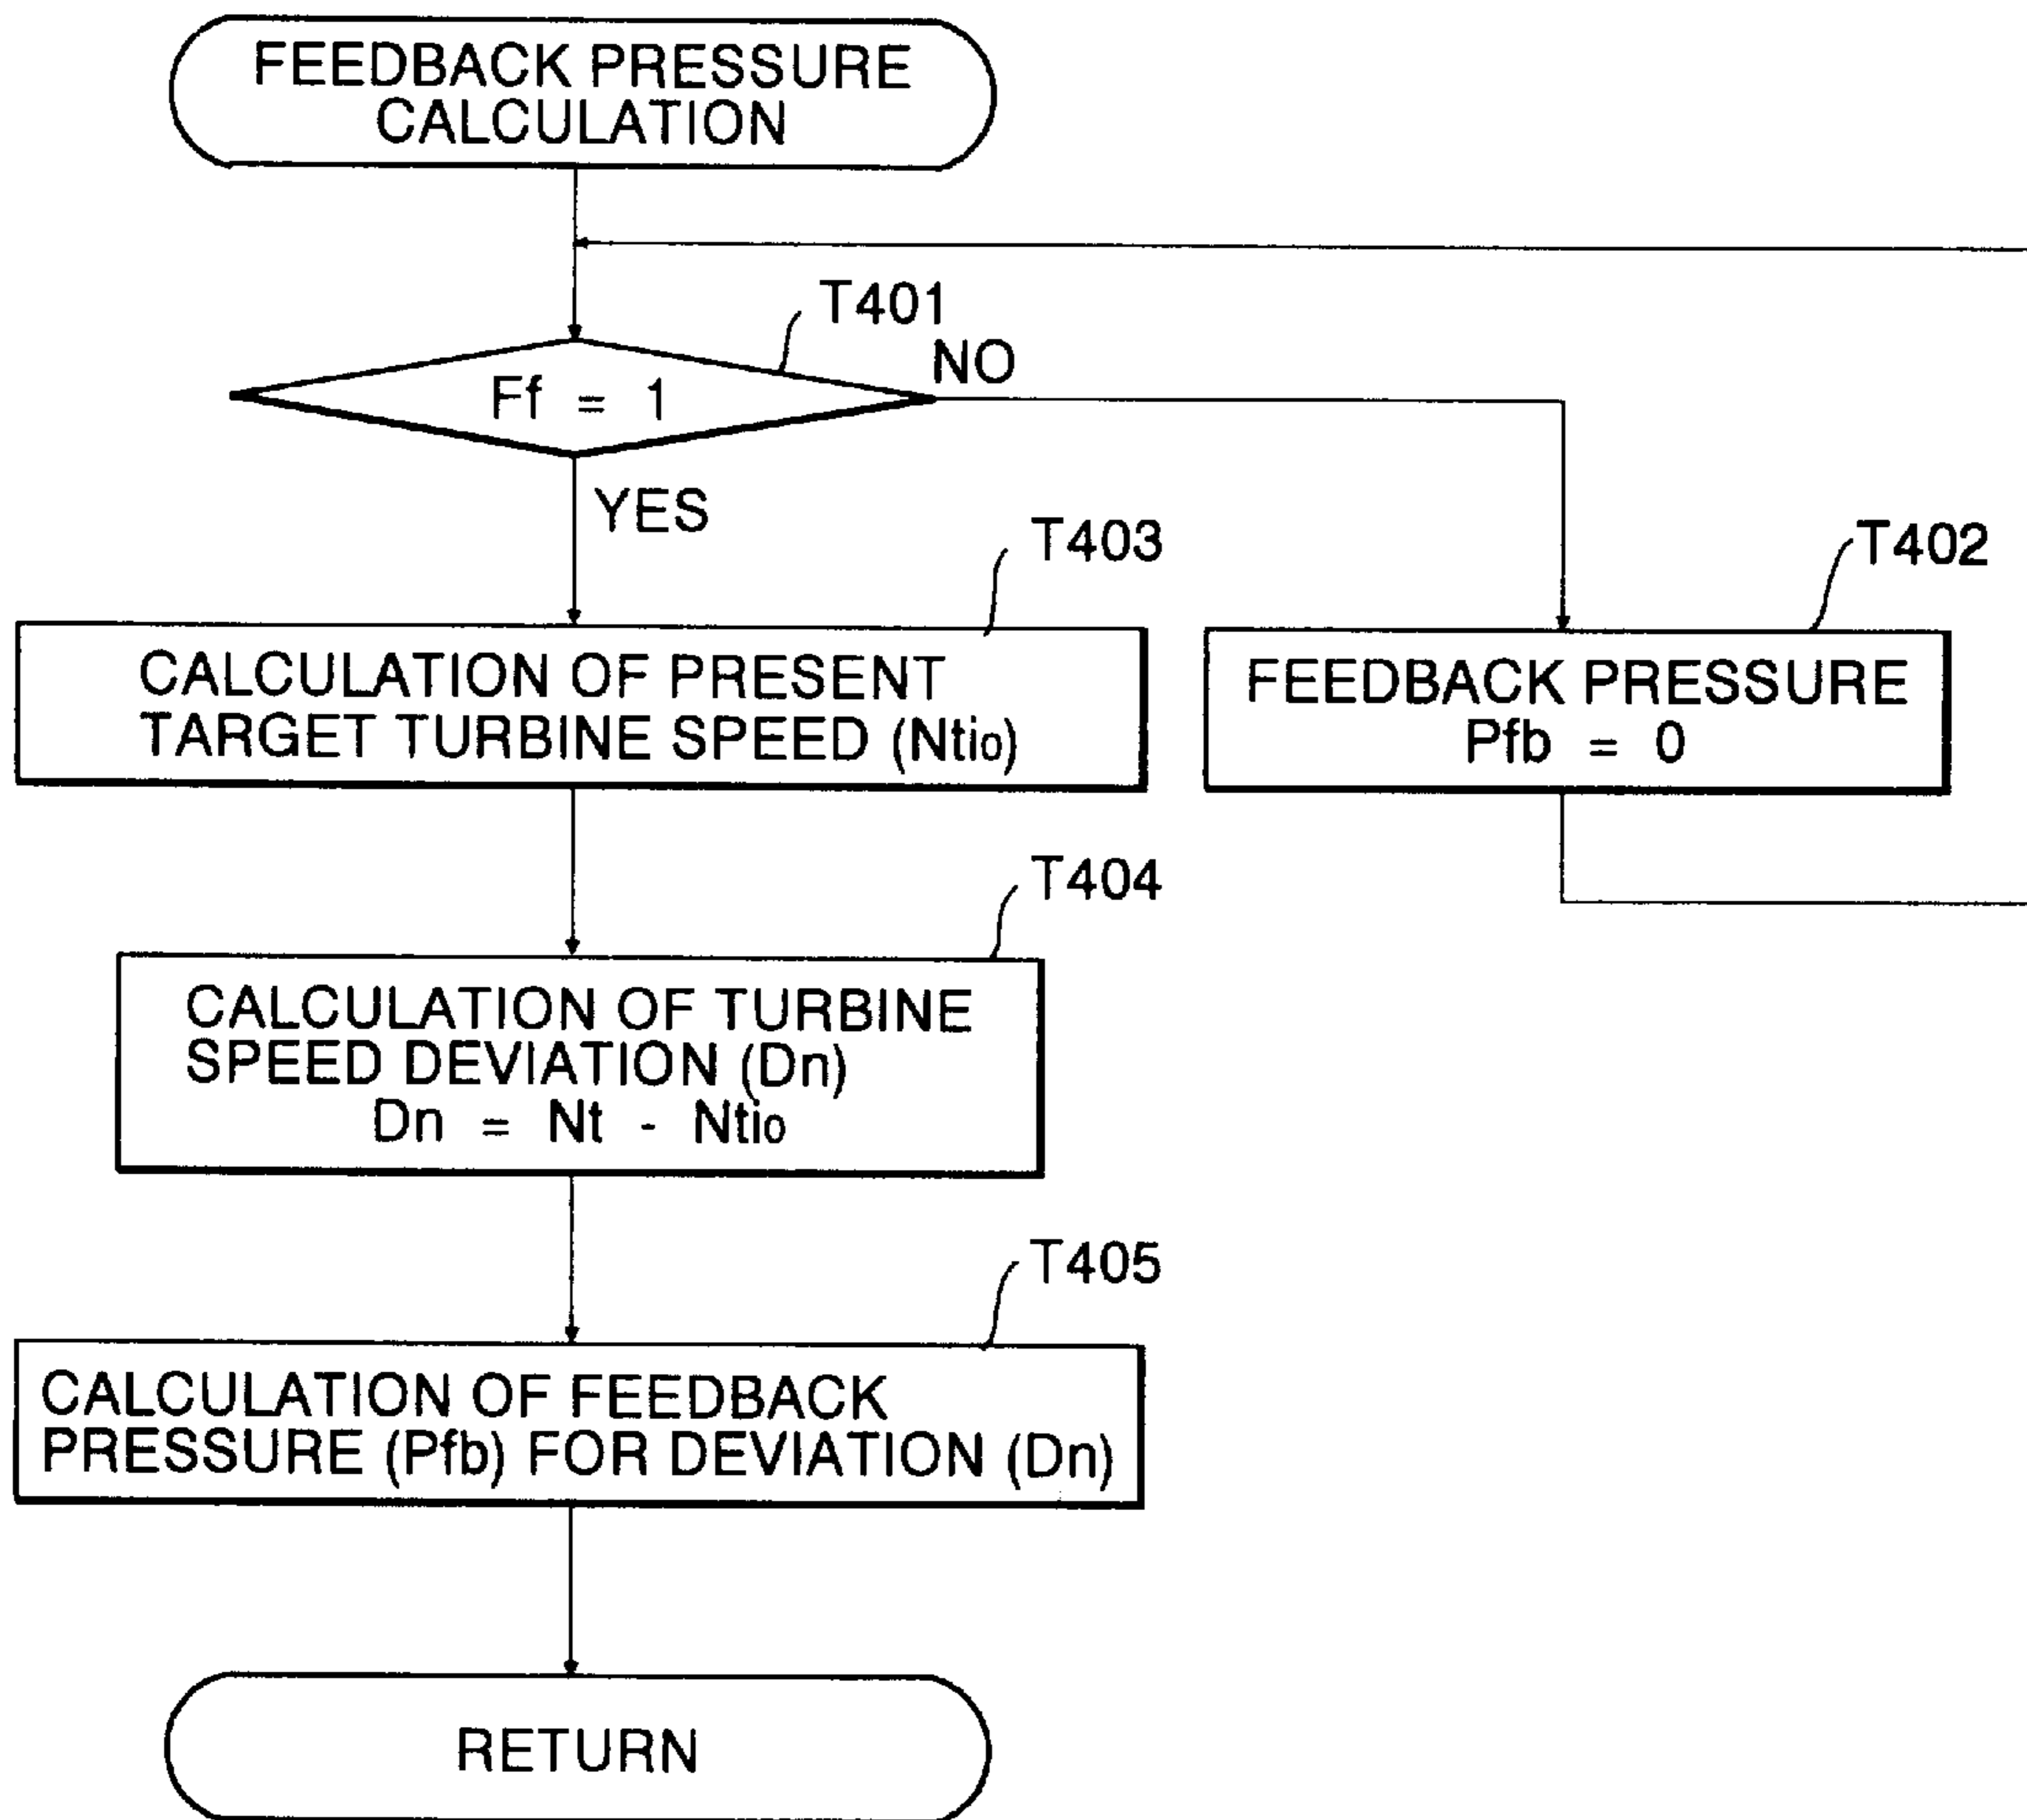 FEEDBACK PRESSURE
CALCULATION
T401
NO
Ff = 1
YES
T403
T402
CALCULATION OF PRESENT
TARGET TURBINE SPEED (Ntio)
FEEDBACK PRESSURE
Pfb = 0
T404
CALCULATION OF TURBINE
SPEED DEVIATION (Dn)
Dn = Nt - Ntio
T405
CALCULATION OF FEEDBACK
PRESSURE (Pfb) FOR DEVIATION (Dn)
RETURN